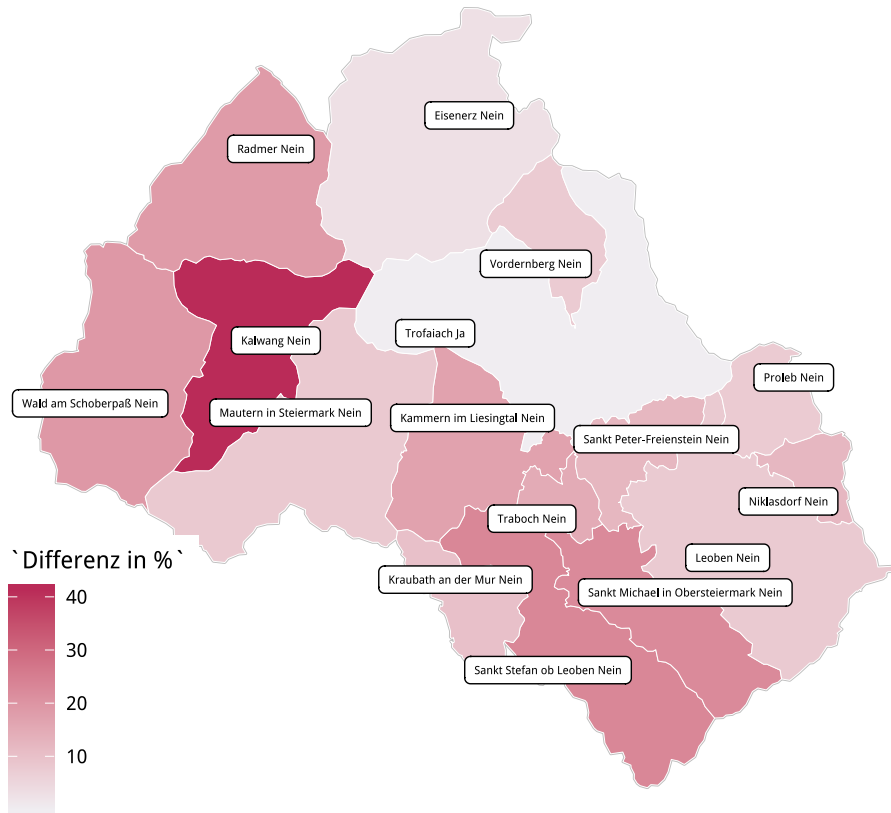 Eisenerz Nein
Radmer Nein
Vordernberg Nein
Trofaiach Ja
Kalwang Nein
Proleb Nein
Wald am Schoberpaß Nein
Mautern in Steiermark Nein
Kammern im Liesingtal Nein
Sankt Peter-Freienstein Nein
Niklasdorf Nein
Traboch Nein
Leoben Nein
Kraubath an der Mur Nein
Sankt Michael in Obersteiermark Nein
Sankt Stefan ob Leoben Nein
`Differenz in %`
40
30
20
10